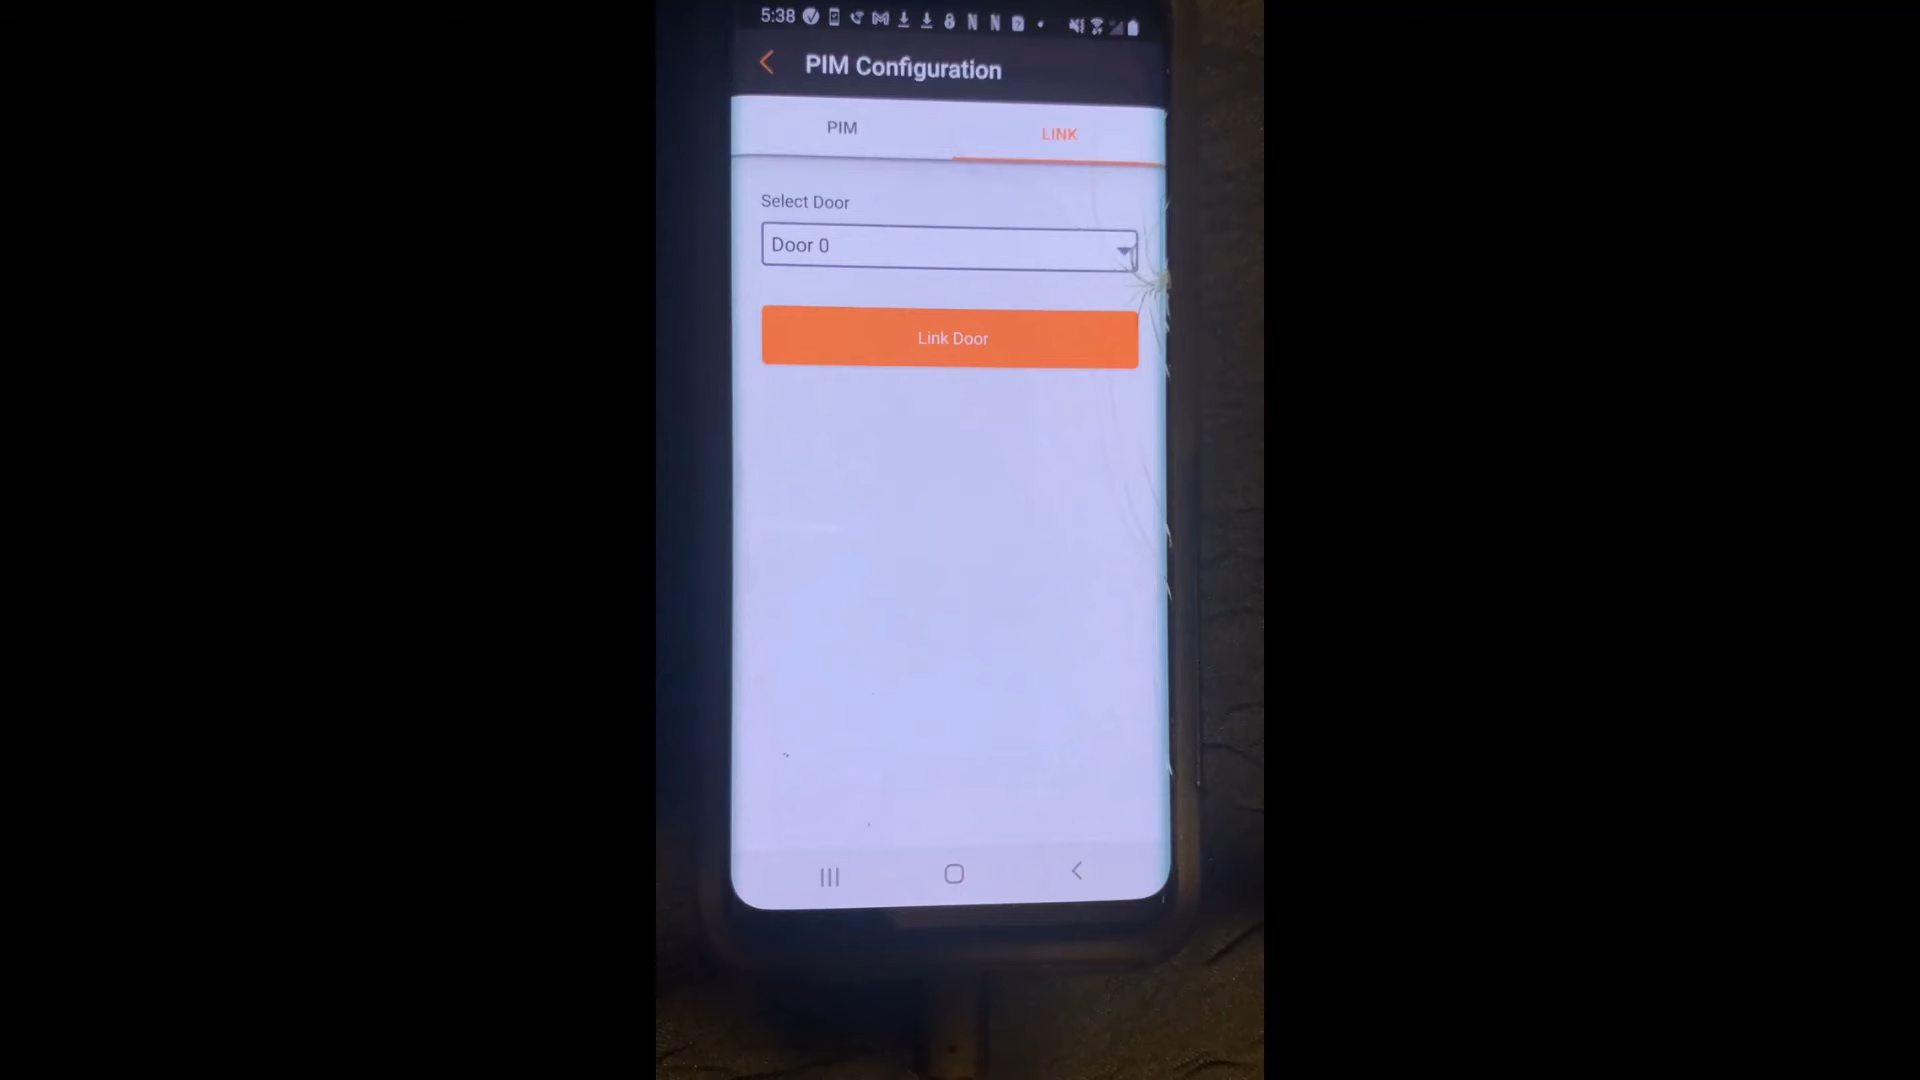 5:38
PIM Configuration
PIM
LINK
Select Door
Door 0
Link Door